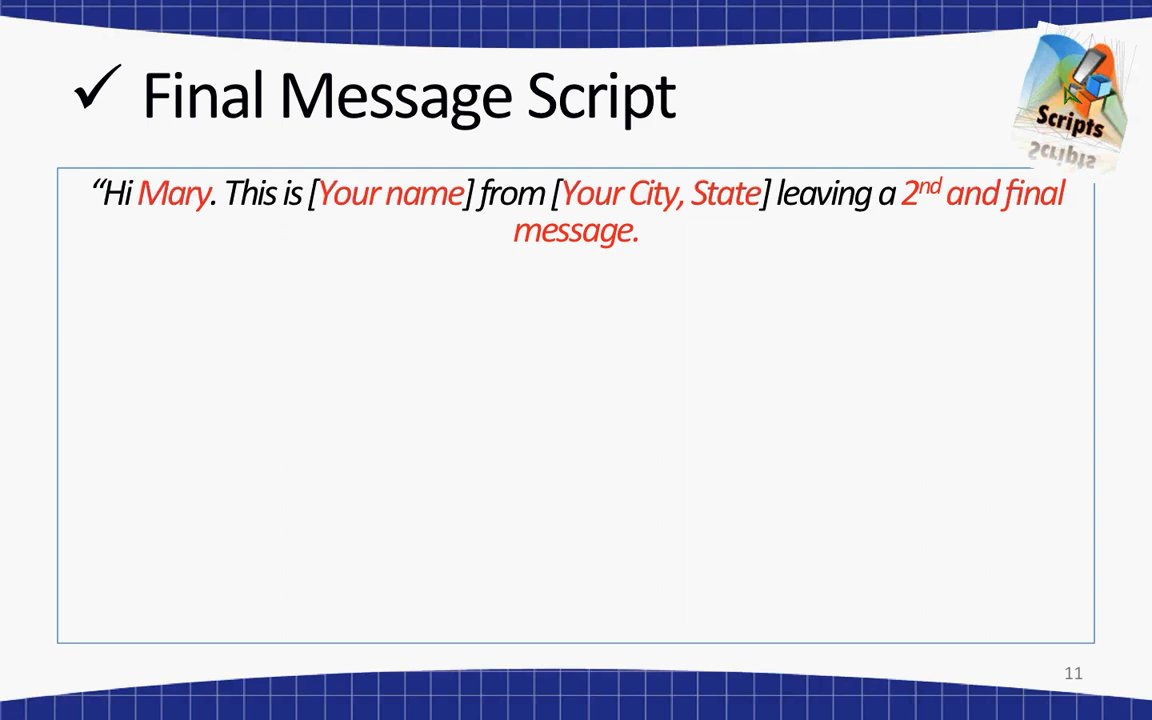 ✓ Final Message Script
Scripts
“Hi Mary. This is [Your name] from [Your City, State] leaving a 2nd and final
message.
11